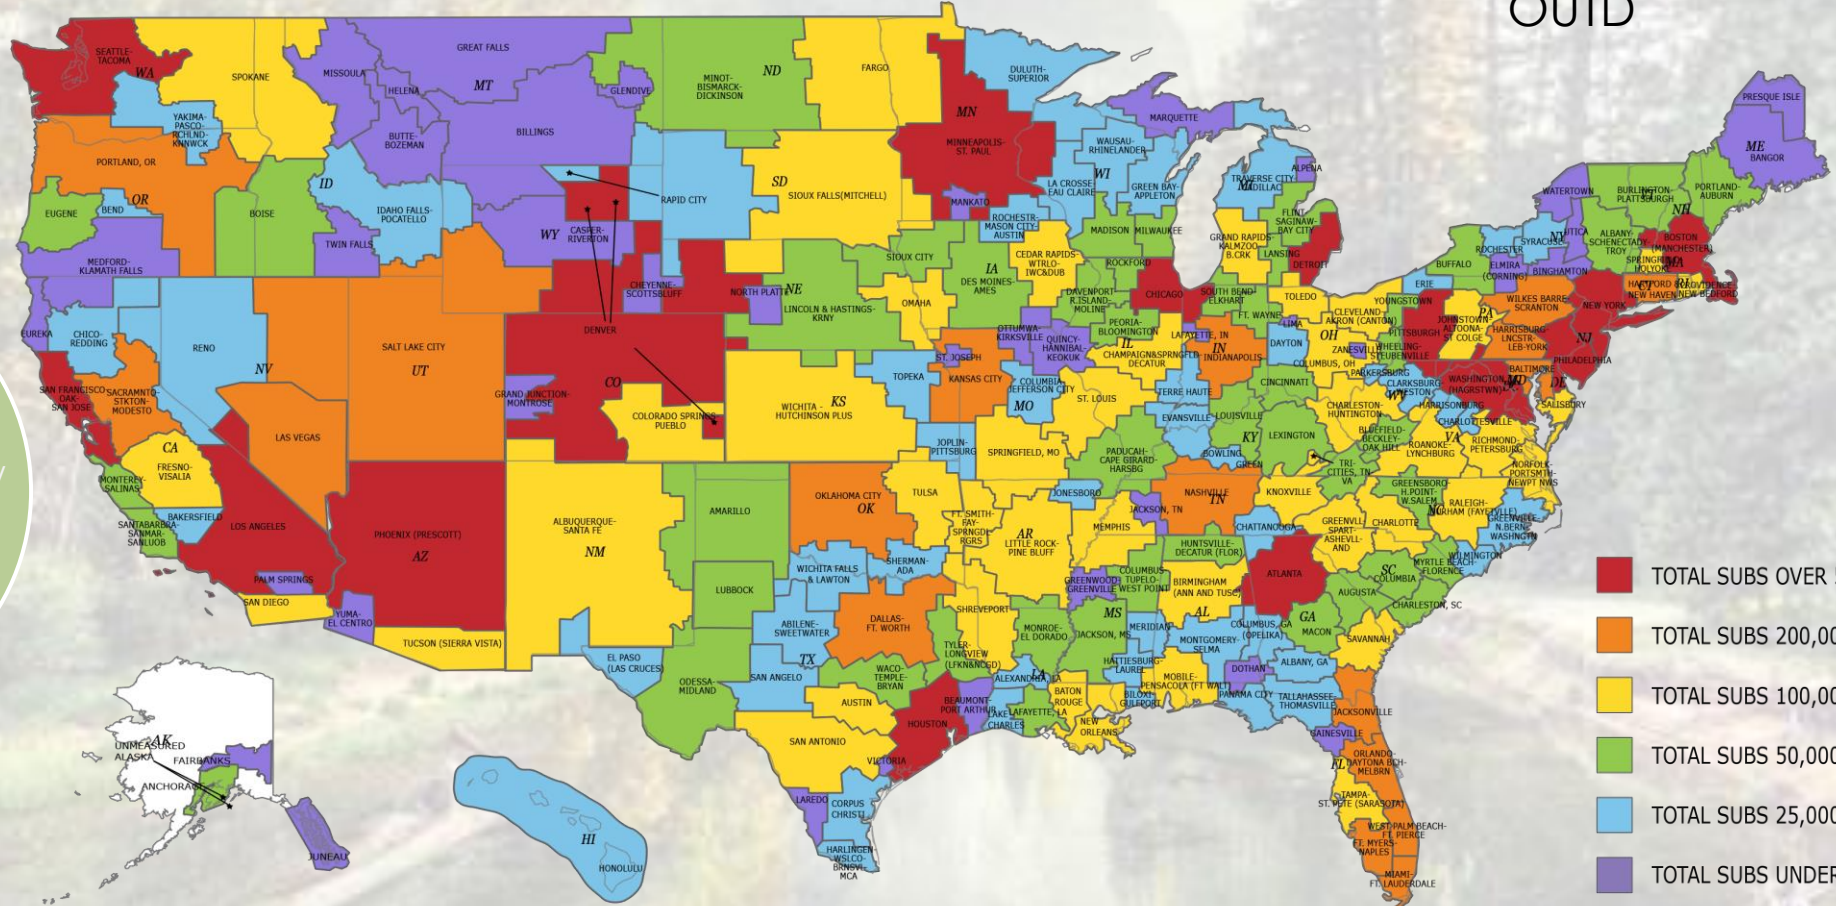 OUTD
SEATTLE-
TACOMA
WA
SPOKANE
YAKIMA-
PASCO-
RCHLND-
KNNWCK
PORTLAND, OR
OR
EUGENE
BEND
MEDFORD-
KLAMATH FALLS
BOISE
ID
IDAHO FALLS-
POCATELLO
TWIN FALLS
MISSOULA
HELENA
GREAT FALLS
MT
BUTTE-
BOZEMAN
BILLINGS
GLENDIVE
MINOT-
BISMARCK-
DICKINSON
ND
FARGO
MN
MINNEAPOLIS-
ST. PAUL
DULUTH-
SUPERIOR
MANKATO
SD
SIOUX FALLS(MITCHELL)
RAPID CITY
WY
CASPER-
RIVERTON
CHEYENNE-
SCOTTSBLUFF
DENVER
NORTH PLATTE
NE
LINCOLN & HASTINGS-
KRNY
SIOUX CITY
OMAHA
IA
DES MOINES-
AMES
CEDAR RAPIDS-
WTRLO-
IWC&DUB
ROCHESTR-
MASON CITY-
AUSTIN
LA CROSSE-
EAU CLAIRE
WAUSAU-
RHINELANDER
WI
GREEN BAY-
APPLETON
MADISON
MILWAUKEE
MARQUETTE
TRAVERSE CITY-
CADILLAC
ALPENA
FLINT-
SAGINAW-
BAY CITY
GRAND RAPIDS-
KALMZOO-
B.CRK
LANSING
DETROIT
ROCKFORD
CHICAGO
DAVENPORT-
R.ISLAND-
MOLINE
PEORIA-
BLOOMINGTON
IL
CHAMPAIGN&SPRNGFLD-
DECATUR
SOUTH BEND-
ELKHART
FT. WAYNE
LAFAYETTE, IN
IN
INDIANAPOLIS
TERRE HAUTE
EVANSVILLE
TOLEDO
LIMA
CLEVELAND-
AKRON (CANTON)
OH
DAYTON
COLUMBUS, OH
ZANESVILLE
CINCINNATI
YOUNGSTOWN
WHEELING-
STEUBENVILLE
PARKERSBURG
CLARKSBURG-
WESTON
CHARLESTON-
HUNTINGTON
BLUEFIELD-
BECKLEY-
OAK HILL
ERIE
PITTSBURGH
JOHNSTOWN-
ALTOONA-
ST COLGE
PA
WILKES BARRE-
SCRANTON
HARRISBURG-
LNCSTR-
LEB-YORK
PHILADELPHIA
NJ
NEW YORK
BUFFALO
ROCHESTER
SYRACUSE
NY
UTICA
WATERTOWN
ELMIRA
(CORNING)
BINGHAMTON
ALBANY-
SCHENECTADY-
TROY
BURLINGTON-
PLATTSBURGH
NH
PORTLAND-
AUBURN
ME
BANGOR
PRESQUE ISLE
BOSTON
(MANCHESTER)
MA
BALTIMORE
DE
SALISBURY
WASHINGTON
(HAGRSTWN)
HARRISONBURG
CHARLOTTESVILLE
VA
ROANOKE-
LYNCHBURG
RICHMOND-
PETERSBURG
NORFOLK-
PORTSMTH-
NEWPT NWS
EUREKA
CHICO-
REDDING
RENO
NV
SAN FRANCISCO-
OAK-
SAN JOSE
SACRAMNTO-
STKTON-
MODESTO
CA
FRESNO-
VISALIA
MONTEREY-
SALINAS
SANTABARBRA-
SANMAR-
SANLUOB
BAKERSFIELD
LOS ANGELES
PALM SPRINGS
SAN DIEGO
YUMA-
EL CENTRO
LAS VEGAS
SALT LAKE CITY
UT
PHOENIX (PRESCOTT)
AZ
TUCSON (SIERRA VISTA)
GRAND JUNCTION-
MONTROSE
CO
COLORADO SPRINGS-
PUEBLO
ALBUQUERQUE-
SANTA FE
NM
WICHITA -
HUTCHINSON PLUS
KS
TOPEKA
ST. JOSEPH
KANSAS CITY
OTTUMWA-
KIRKSVILLE
QUINCY-
HANNIBAL-
KEOKUK
COLUMBIA-
JEFFERSON CITY
MO
ST. LOUIS
SPRINGFIELD, MO
JOPLIN-
PITTSBURG
PADUCAH-
CAPE GIRARD-
HARSBG
LOUISVILLE
KY
LEXINGTON
BOWLING
GREEN
TRI-
CITIES, TN-
VA
NASHVILLE
TN
KNOXVILLE
JACKSON, TN
MEMPHIS
CHATTANOOGA
JONESBORO
AR
LITTLE ROCK-
PINE BLUFF
FT. SMITH-
FAY-
SPRNGDL-
RGRS
TULSA
OKLAHOMA CITY
OK
AMARILLO
LUBBOCK
WICHITA FALLS
& LAWTON
SHERMAN-
ADA
DALLAS-
FT. WORTH
ABILENE-
SWEETWATER
TX
SAN ANGELO
ODESSA-
MIDLAND
EL PASO
(LAS CRUCES)
WACO-
TEMPLE-
BRYAN
TYLER-
LONGVIEW
(LFKN&NCGD)
SHREVEPORT
AUSTIN
SAN ANTONIO
HOUSTON
BEAUMONT-
PORT ARTHUR
VICTORIA
LAREDO
CORPUS
CHRISTI
HARLINGEN-
WSLCO-
BRNSVL-
MCA
MONROE-
EL DORADO
LA
ALEXANDRIA, LA
LAKE
CHARLES
LAFAYETTE, LA
BATON
ROUGE
NEW
ORLEANS
GREENWOOD-
GREENVILLE
COLUMBUS-
TUPELO-
WEST POINT
MS
JACKSON, MS
MERIDIAN
HATTIESBURG-
LAUREL
BILOXI-
GULFPORT
HUNTSVILLE-
DECATUR (FLOR)
BIRMINGHAM
(ANN AND TUSC)
AL
MONTGOMERY-
SELMA
MOBILE-
PENSACOLA (FT WALT)
DOTHAN
PANAMA CITY
COLUMBUS, GA
(OPELIKA)
ATLANTA
GA
MACON
AUGUSTA
SAVANNAH
ALBANY, GA
TALLAHASSEE-
THOMASVILLE
GREENSBORO-
H.POINT-
W.SALEM
NC
RALEIGH-
DURHAM (FAYETVLLE)
GREENVILLE-
N.BERN-
WASHNGTN
WILMINGTON
CHARLOTTE
GREENVLL-
SPART-
ASHEVLL-
AND
SC
COLUMBIA
MYRTLE BEACH-
FLORENCE
CHARLESTON, SC
JACKSONVILLE
GAINESVILLE
ORLANDO-
DAYTONA BCH-
MELBRN
FL
TAMPA-
ST. PETE (SARASOTA)
WEST PALM BEACH-
FT. PIERCE
FT. MYERS-
NAPLES
MIAMI-
FT. LAUDERDALE
AK
UNMEASURED
ALASKA
FAIRBANKS
ANCHORAGE
JUNEAU
HI
HONOLULU
TOTAL SUBS OVER
TOTAL SUBS 200,00
TOTAL SUBS 100,00
TOTAL SUBS 50,000
TOTAL SUBS 25,000
TOTAL SUBS UNDER